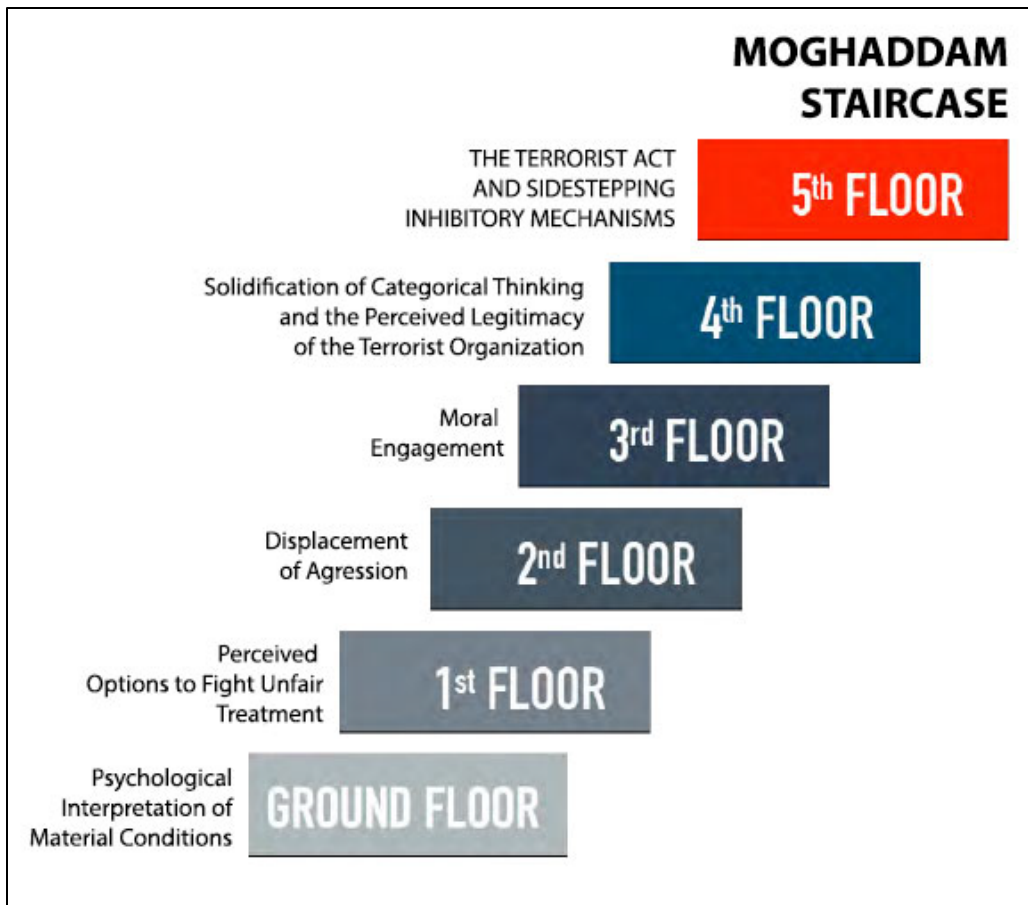 MOGHADDAM
STAIRCASE
THE TERRORIST ACT
AND SIDESTEPPING
INHIBITORY MECHANISMS
5th FLOOR
Solidification of Categorical Thinking
and the Perceived Legitimacy
of the Terrorist Organization
4th FLOOR
Moral
Engagement
3rd FLOOR
Displacement
of Agression
2nd FLOOR
Perceived
Options to Fight Unfair
Treatment
1st FLOOR
Psychological
Interpretation of
Material Conditions
GROUND FLOOR